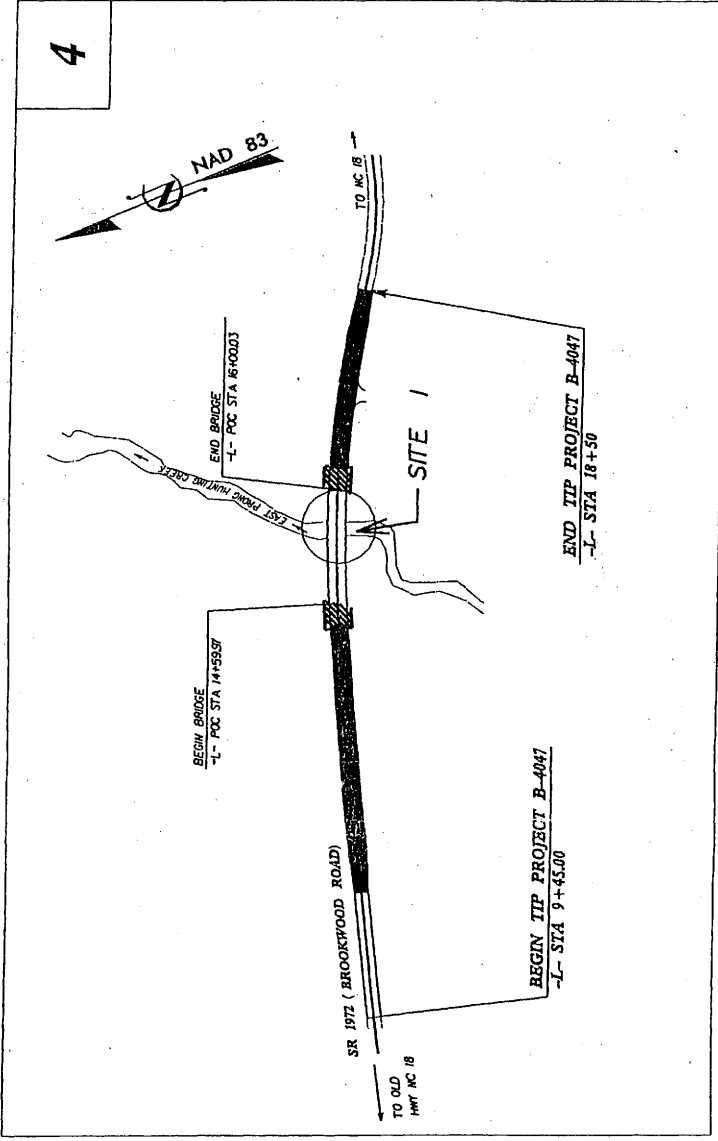 4
NAD 83
TO NC 18
END BRIDGE
-L- POC STA 16+00.03
EAST PRONG HUNTING CREEK
SITE 1
BEGIN BRIDGE
-L- POC STA 14+59.97
END TIP PROJECT B-4047
-L- STA 18+50
SR 1972 ( BROOKWOOD ROAD)
BEGIN TIP PROJECT B-4047
-L- STA 9+45.00
TO OLD
HWY NC 18